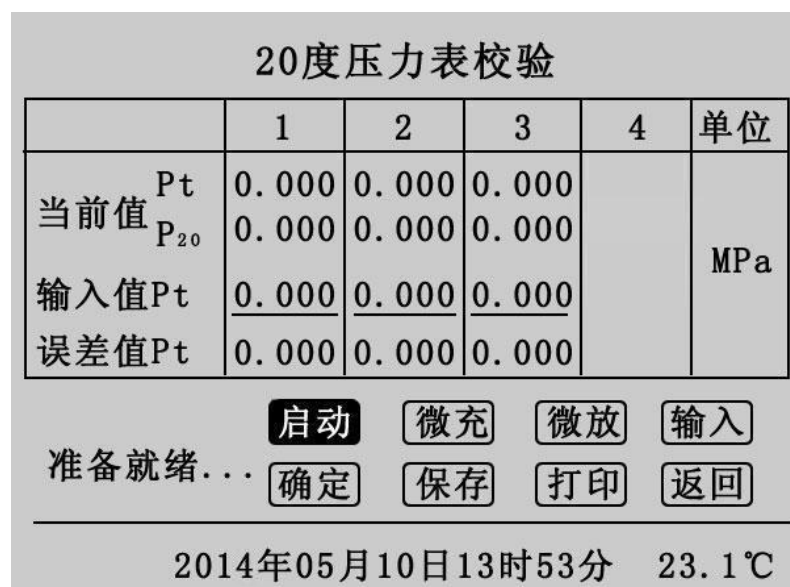 20度压力表校验
1 2 3 4 单位
当前值 Pt 0.000 0.000 0.000
P₂₀ 0.000 0.000 0.000
MPa
输入值Pt 0.000 0.000 0.000
误差值Pt 0.000 0.000 0.000
启动 微充 微放 输入
准备就绪...
确定 保存 打印 返回
2014年05月10日13时53分 23.1℃